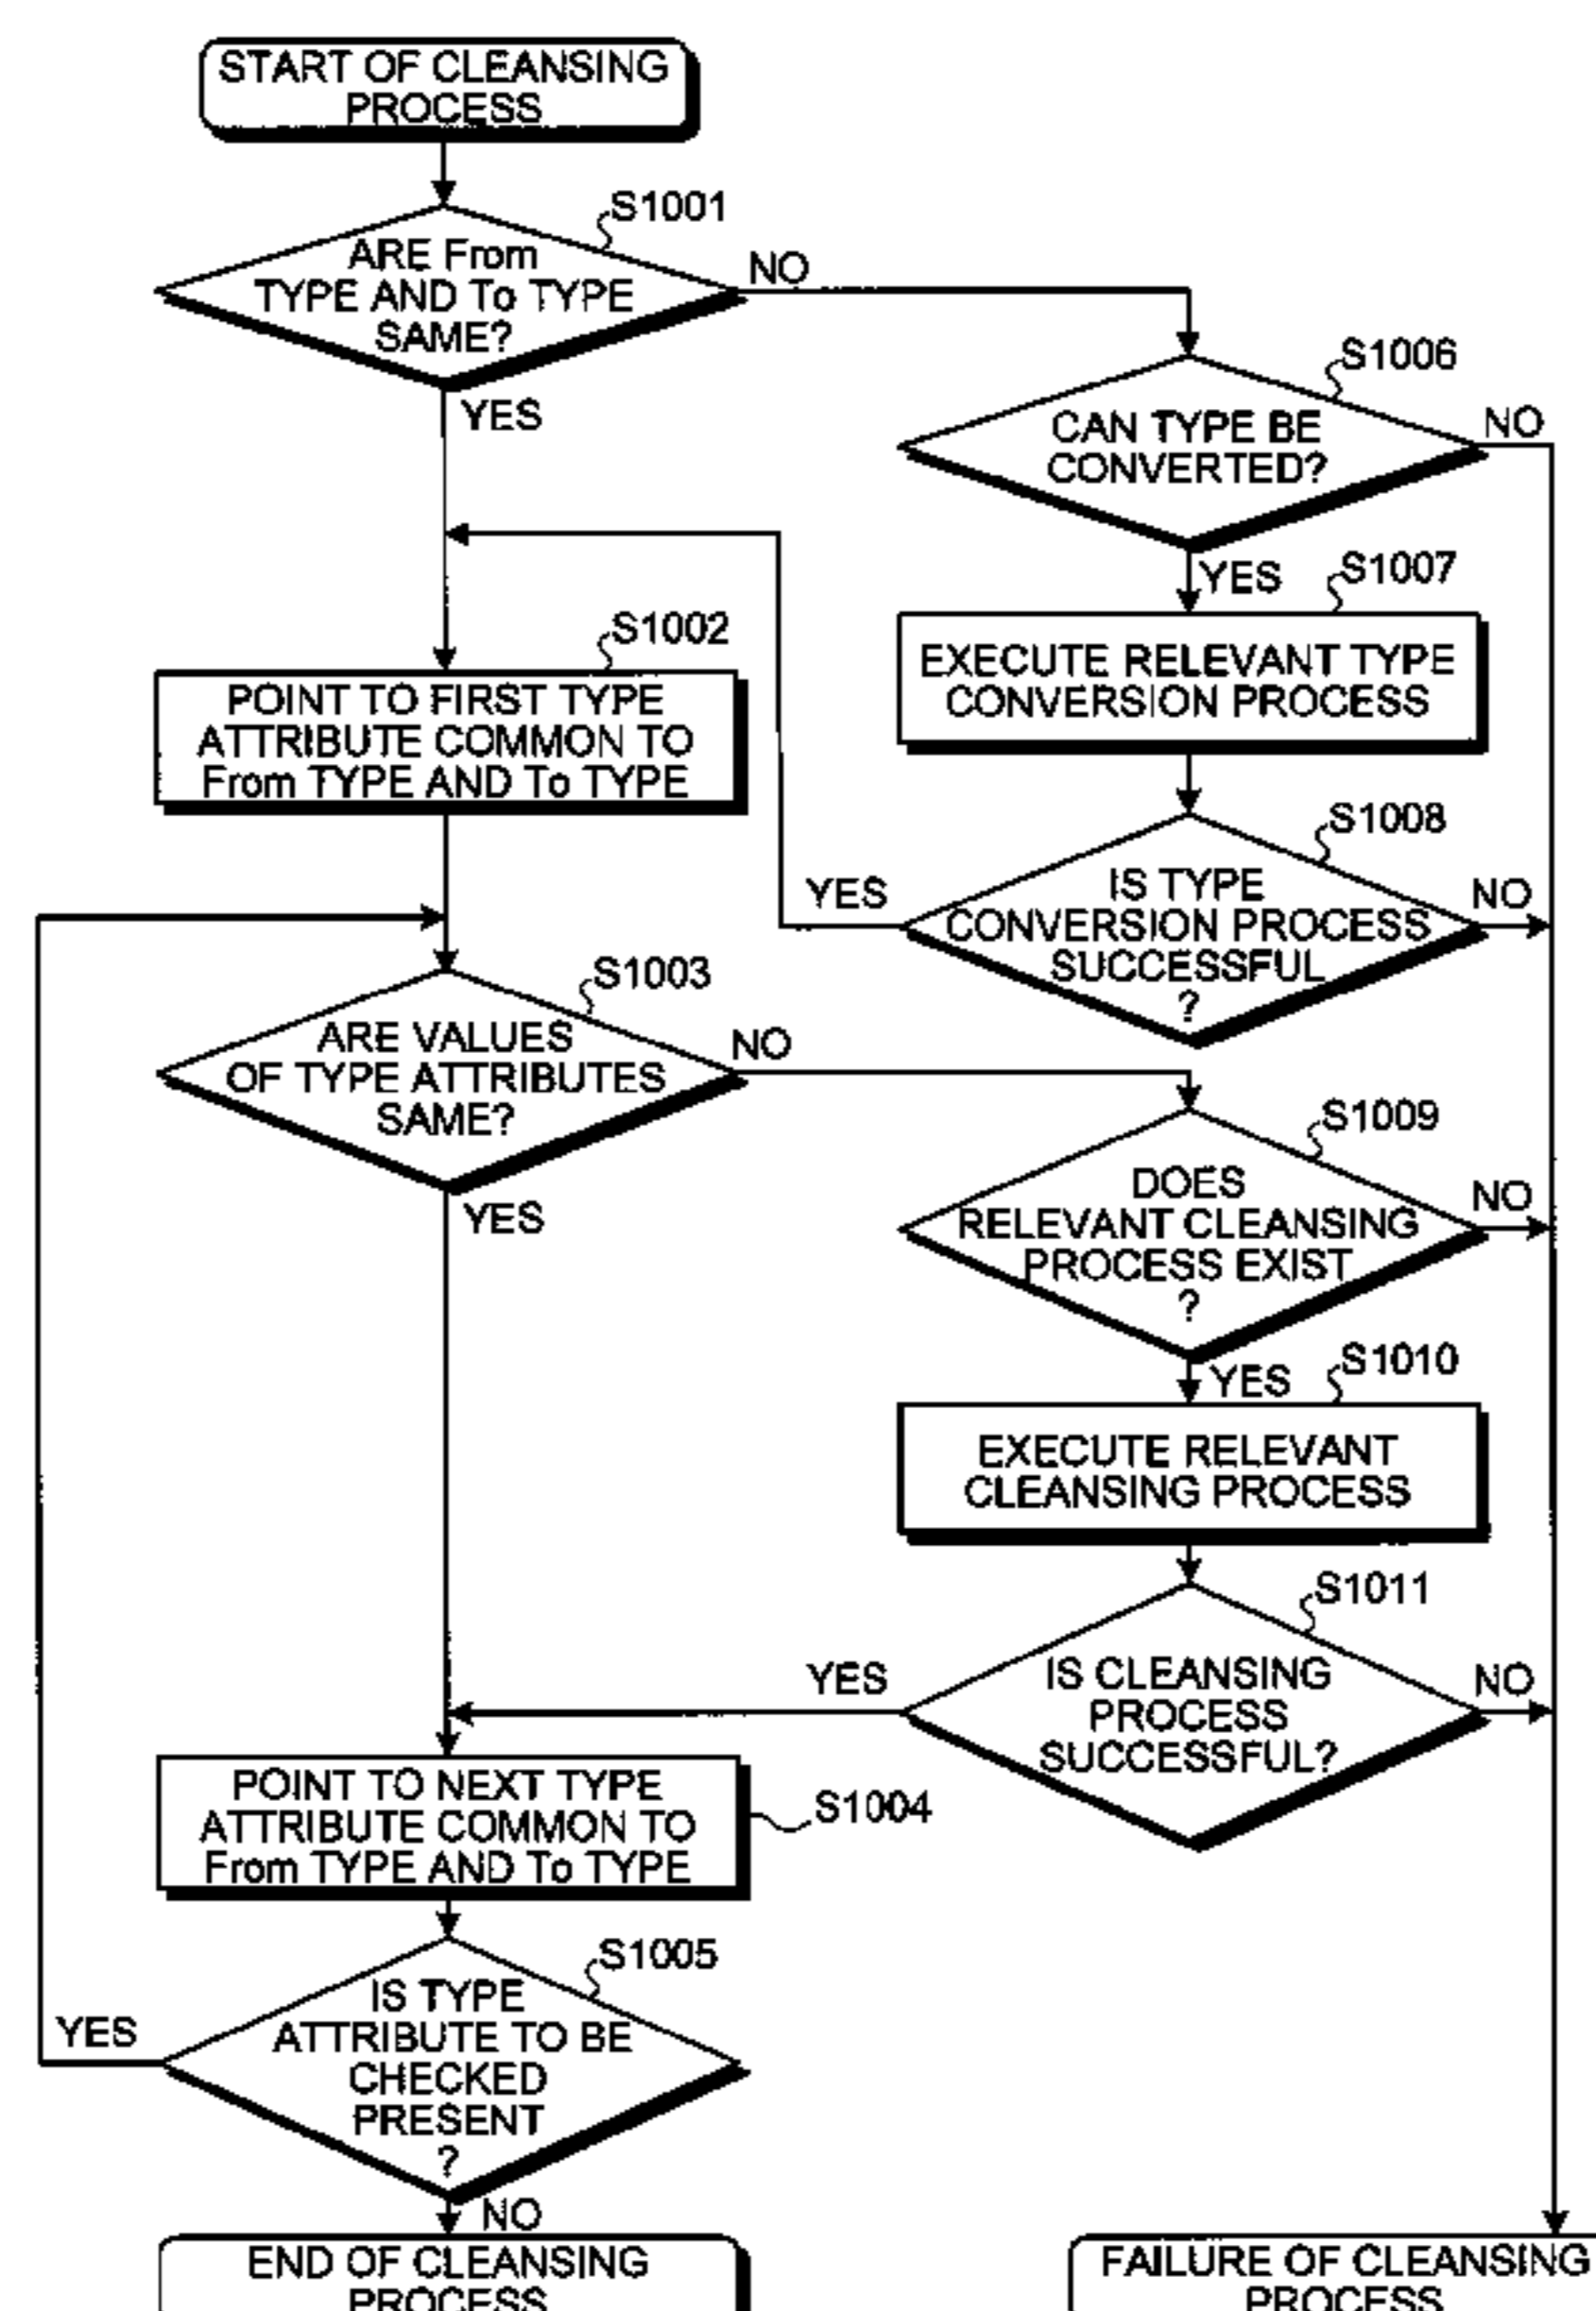 START OF CLEANSING
PROCESS
S1001
ARE From
TYPE AND To TYPE
SAME?
NO
YES
S1006
CAN TYPE BE
CONVERTED?
NO
YES
S1007
EXECUTE RELEVANT TYPE
CONVERSION PROCESS
S1002
POINT TO FIRST TYPE
ATTRIBUTE COMMON TO
From TYPE AND To TYPE
S1008
IS TYPE
CONVERSION PROCESS
SUCCESSFUL
?
YES
NO
S1003
ARE VALUES
OF TYPE ATTRIBUTES
SAME?
NO
YES
S1009
DOES
RELEVANT CLEANSING
PROCESS EXIST
?
NO
YES
S1010
EXECUTE RELEVANT
CLEANSING PROCESS
S1011
IS CLEANSING
PROCESS
SUCCESSFUL?
YES
NO
POINT TO NEXT TYPE
ATTRIBUTE COMMON TO
From TYPE AND To TYPE
S1004
S1005
IS TYPE
ATTRIBUTE TO BE
CHECKED
PRESENT
?
YES
NO
END OF CLEANSING
PROCESS
FAILURE OF CLEANSING
PROCESS